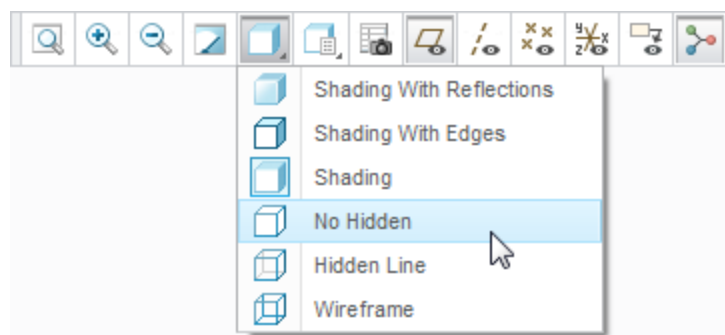 Shading With Reflections
Shading With Edges
Shading
No Hidden
Hidden Line
Wireframe